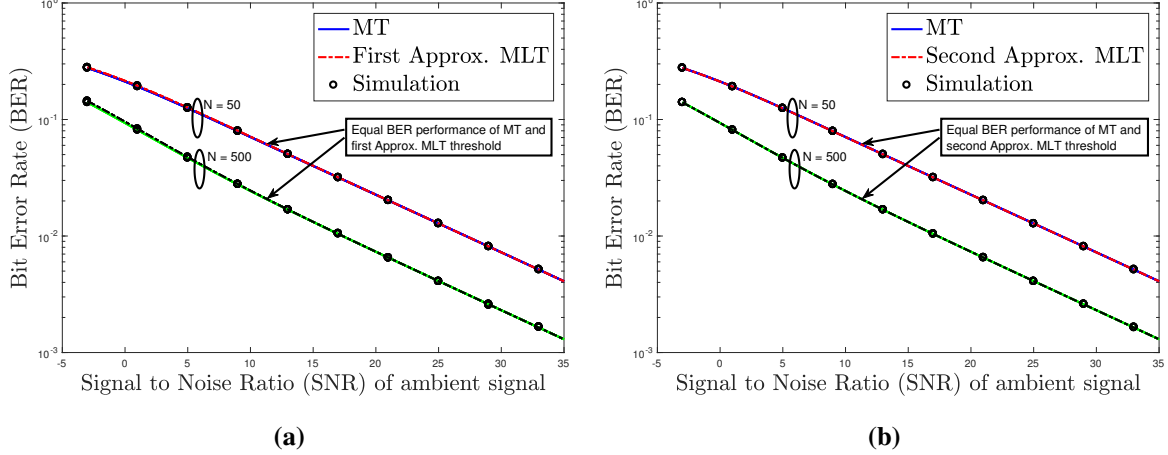 10^0
10^-1
10^-2
10^-3
-5 0 5 10 15 20 25 30 35
Bit Error Rate (BER)
Signal to Noise Ratio (SNR) of ambient signal
MT
First Approx. MLT
Simulation
N = 50
N = 500
Equal BER performance of MT and
first Approx. MLT threshold
(a)
10^0
10^-1
10^-2
10^-3
-5 0 5 10 15 20 25 30 35
Bit Error Rate (BER)
Signal to Noise Ratio (SNR) of ambient signal
MT
Second Approx. MLT
Simulation
N = 50
N = 500
Equal BER performance of MT and
second Approx. MLT threshold
(b)